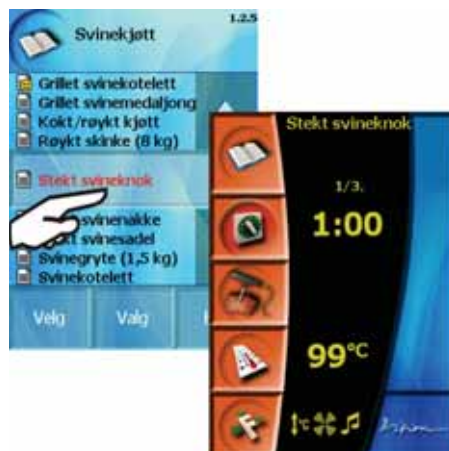 1.2.5
Svinekjøtt
Grillet svinekotelett
Grillet svinemedaljong
Kokt/røykt kjøtt
Røykt skinke (8 kg)
Stekt svineknok
svinenakke
svinesadel
Svinegryte (1,5 kg)
Svinekotelett
Velg
Valg
Stekt svineknok
1/3.
1:00
99°C
°C
Vision